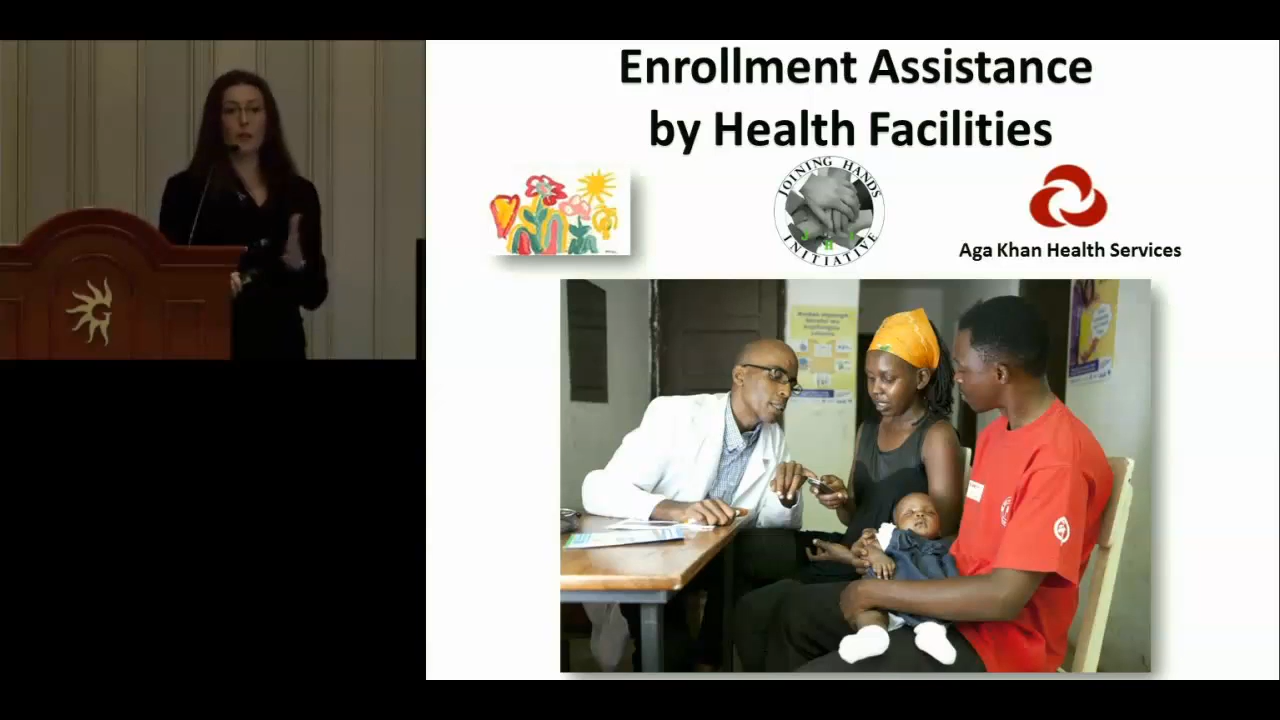 Enrollment Assistance
by Health Facilities
JOINING HANDS
J H I
INITIATIVE
Aga Khan Health Services